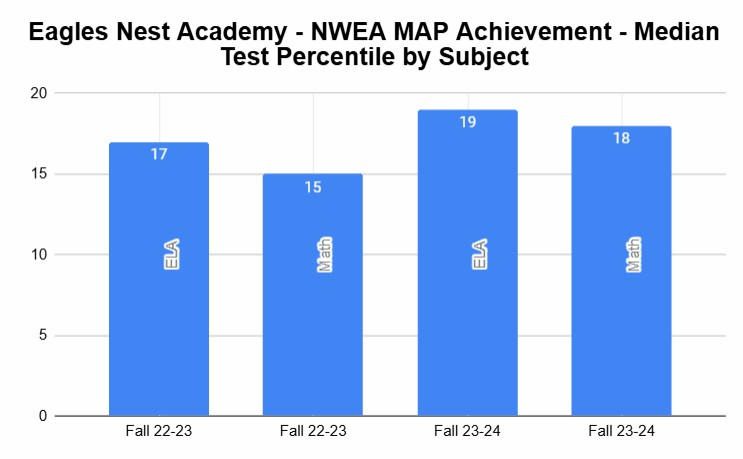 Eagles Nest Academy - NWEA MAP Achievement - Median
Test Percentile by Subject
20
15
10
5
0
17
15
19
18
ELA
Math
ELA
Math
Fall 22-23
Fall 22-23
Fall 23-24
Fall 23-24